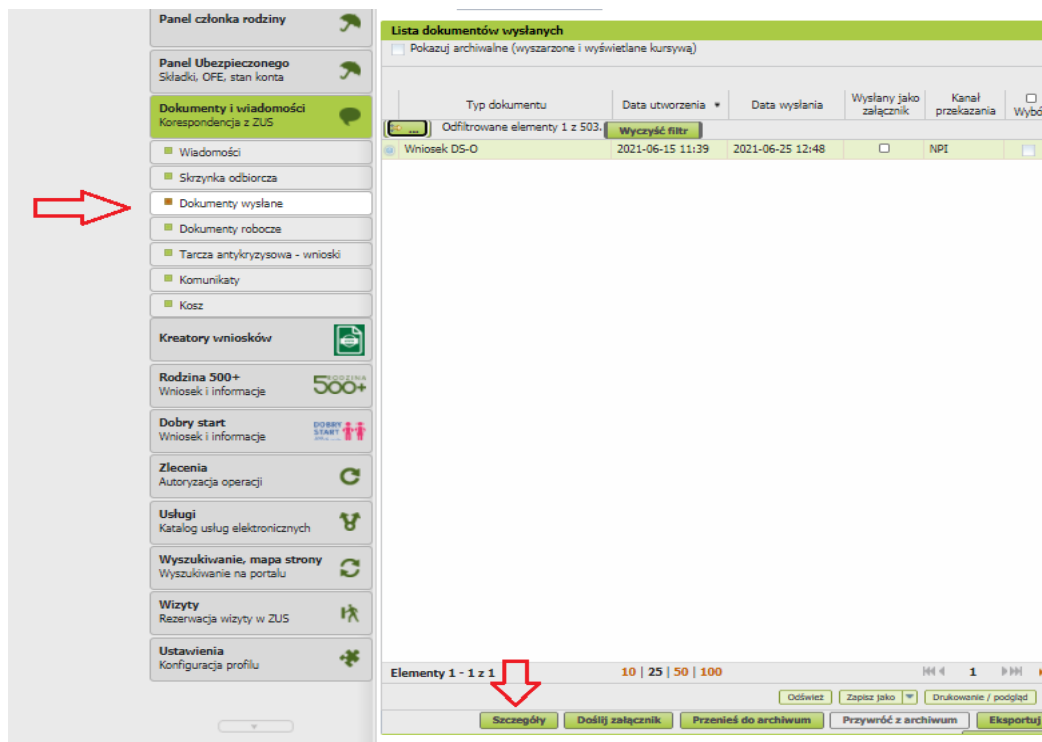 Panel członka rodziny
Panel Ubezpieczonego
Składki, OFE, stan konta
Dokumenty i wiadomości
Korespondencja z ZUS
Wiadomości
Skrzynka odbiorcza
Dokumenty wysłane
Dokumenty robocze
Tarcza antykryzysowa - wnioski
Komunikaty
Kosz
Kreatory wniosków
Rodzina 500+
Wniosek i informacje
RODZINA
500+
Dobry start
Wniosek i informacje
DOBRY
START
Zlecenia
Autoryzacja operacji
Usługi
Katalog usług elektronicznych
Wyszukiwanie, mapa strony
Wyszukiwanie na portalu
Wizyty
Rezerwacja wizyty w ZUS
Ustawienia
Konfiguracja profilu
Lista dokumentów wysłanych
Pokazuj archiwalne (wyszarzone i wyświetlane kursywą)
Typ dokumentu Data utworzenia Data wysłania Wysłany jako załącznik Kanał przekazania Wybó
... Odfiltrowane elementy 1 z 503. Wyczyść filtr
Wniosek DS-O 2021-06-15 11:39 2021-06-25 12:48 NPI
Elementy 1 - 1 z 1 10 | 25 | 50 | 100 1
Odśwież Zapisz jako Drukowanie / podgląd
Szczegóły Doślij załącznik Przenieś do archiwum Przywróć z archiwum Eksportuj